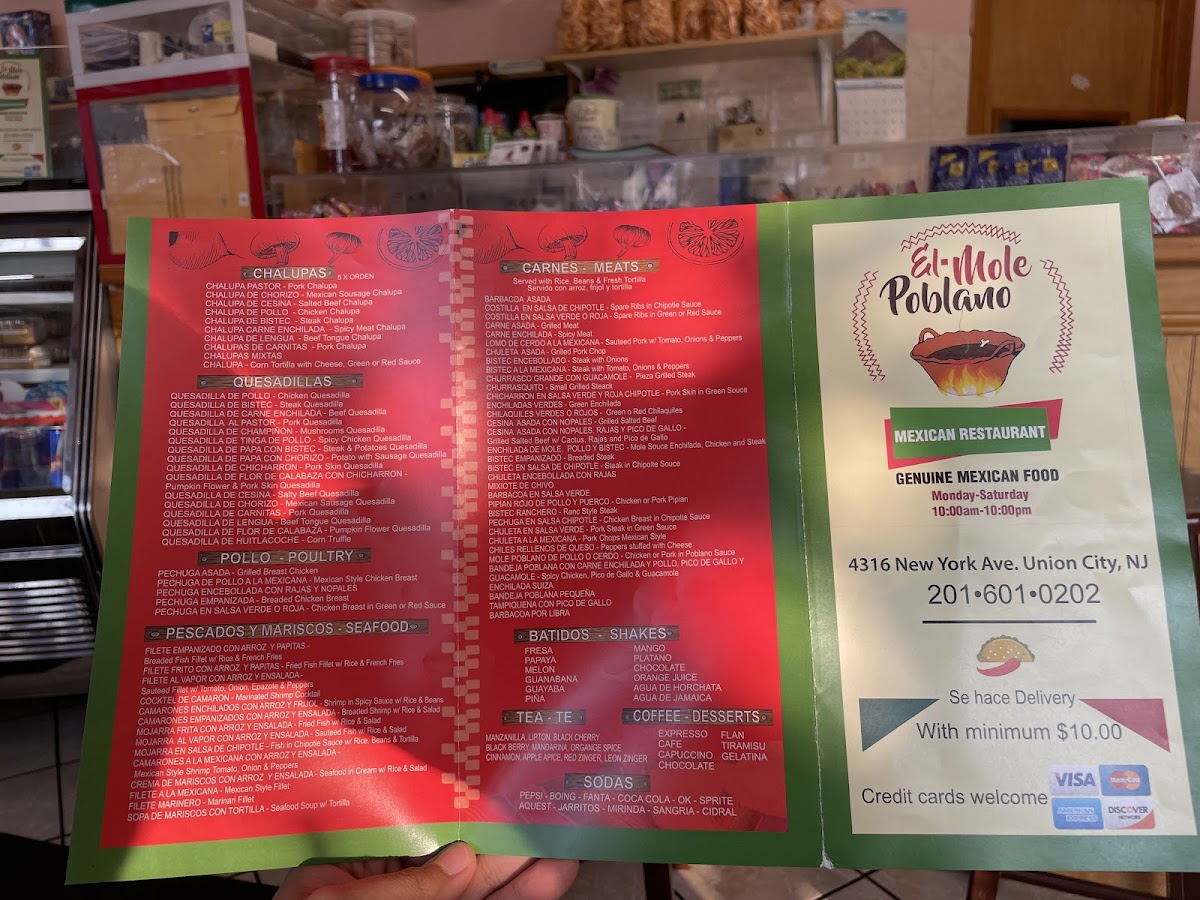 CHALUPAS 5 X ORDEN
CHALUPA PASTOR - Pork Chalupa
CHALUPA DE CHORIZO - Mexican Sausage Chalupa
CHALUPA DE CESINA - Salted Beef Chalupa
CHALUPA DE POLLO - Chicken Chalupa
CHALUPA DE BISTEC - Steak Chalupa
CHALUPA CARNE ENCHILADA - Spicy Meat Chalupa
CHALUPA DE LENGUA - Beef Tongue Chalupa
CHALUPAS DE CARNITAS - Pork Chalupa
CHALUPAS MIXTAS
CHALUPA - Corn Tortilla with Cheese, Green or Red Sauce
QUESADILLAS
QUESADILLA DE POLLO - Chicken Quesadilla
QUESADILLA DE BISTEC - Steak Quesadilla
QUESADILLA DE CARNE ENCHILADA - Beef Quesadilla
QUESADILLA AL PASTOR - Pork Quesadilla
QUESADILLA DE CHAMPIÑON - Mushrooms Quesadilla
QUESADILLA DE TINGA DE POLLO - Spicy Chicken Quesadilla
QUESADILLA DE PAPA CON BISTEC - Steak & Potatoes Quesadilla
QUESADILLA DE PAPA CON CHORIZO - Potato with Sausage Quesadilla
QUESADILLA DE CHICHARRON - Pork Skin Quesadilla
QUESADILLA DE FLOR DE CALABAZA CON CHICHARRON -
Pumpkin Flower & Pork Skin Quesadilla
QUESADILLA DE CESINA - Salty Beef Quesadilla
QUESADILLA DE CHORIZO - Mexican Sausage Quesadilla
QUESADILLA DE CARNITAS - Pork Quesadilla
QUESADILLA DE LENGUA - Beef Tongue Quesadilla
QUESADILLA DE FLOR DE CALABAZA - Pumpkin Flower Quesadilla
QUESADILLA DE HUITLACOCHE - Corn Truffle
POLLO - POULTRY
PECHUGA ASADA - Grilled Breast Chicken
PECHUGA DE POLLO A LA MEXICANA - Mexican Style Chicken Breast
PECHUGA ENCEBOLLADA CON RAJAS Y NOPALES
PECHUGA EMPANIZADA - Breaded Chicken Breast
PECHUGA EN SALSA VERDE O ROJA - Chicken Breast in Green or Red Sauce
PESCADOS Y MARISCOS - SEAFOOD
FILETE EMPANIZADO CON ARROZ Y PAPITAS -
Breaded Fish Fillet w/ Rice & French Fries
FILETE FRITO CON ARROZ Y PAPITAS - Fried Fish Fillet w/ Rice & French Fries
FILETE AL VAPOR CON ARROZ Y ENSALADA -
Sauteed Fillet w/ Tomato, Onion, Epazote & Peppers
COCKTEL DE CAMARON - Marinated Shrimp Cocktail
CAMARONES ENCHILADOS CON ARROZ Y FRIJOL - Shrimp in Spicy Sauce w/ Rice & Beans
CAMARONES EMPANIZADOS CON ARROZ Y ENSALADA - Breaded Shrimp w/ Rice & Salad
MOJARRA FRITA CON ARROZ Y ENSALADA - Fried Fish w/ Rice & Salad
MOJARRA AL VAPOR CON ARROZ Y ENSALADA - Sauteed Fish w/ Rice & Salad
MOJARRA EN SALSA DE CHIPOTLE - Fish in Chipotle Sauce w/ Rice, Beans & Tortilla
CAMARONES A LA MEXICANA CON ARROZ Y ENSALADA -
Mexican Style Shrimp Tomato, Onion & Peppers
CREMA DE MARISCOS CON ARROZ Y ENSALADA - Seafood in Cream w/ Rice & Salad
FILETE A LA MEXICANA - Mexican Style Fillet
FILETE MARINERO - Marinari Fillet
SOPA DE MARISCOS CON TORTILLA - Seafood Soup w/ Tortilla
CARNES - MEATS
Served with Rice, Beans & Fresh Tortilla
Servido con arroz, frijol y tortilla
BARBACOA ASADA
COSTILLA EN SALSA DE CHIPOTLE - Spare Ribs in Chipotle Sauce
COSTILLA EN SALSA VERDE O ROJA - Spare Ribs in Green or Red Sauce
CARNE ASADA - Grilled Meat
CARNE ENCHILADA - Spicy Meat
LOMO DE CERDO A LA MEXICANA - Sauteed Pork w/ Tomato, Onions & Peppers
CHULETA ASADA - Grilled Pork Chop
BISTEC ENCEBOLLADO - Steak with Onions
BISTEC A LA MEXICANA - Steak with Tomato, Onions & Peppers
CHURRASCO GRANDE CON GUACAMOLE - Pieza Grilled Steak
CHURRASQUITO - Small Grilled Steack
CHICHARRON EN SALSA VERDE Y ROJA CHIPOTLE - Pork Skin in Green Souce
ENCHILADAS VERDES - Green Enchilada
CHILAQUILES VERDES O ROJOS - Green o Red Chilaquiles
CESINA ASADA CON NOPALES - Grilled Salted Beef
CESINA ASADA CON NOPALES, RAJAS Y PICO DE GALLO -
Grilled Salted Beef w/ Cactus, Rajas and Pico de Gallo
ENCHILADA DE MOLE, POLLO Y BISTEC - Mole Souce Enchilada, Chicken and Steak
BISTEC EMPANIZADO - Breaded Steak
BISTEC EN SALSA DE CHIPOTLE - Steak in Chipolte Sauce
CHULETA ENCEBOLLADA CON RAJAS
MIXIOTE DE CHIVO
BARBACOA EN SALSA VERDE
PIPIAN ROJO DE POLLO Y PUERCO - Chicken or Pork Pipian
BISTEC RANCHERO - Ranc Style Steak
PECHUGA EN SALSA CHIPOTLE - Chicken Breast in Chipotle Sauce
CHULETA EN SALSA VERDE - Pork Steak in Green Sauce
CHULETA A LA MEXICANA - Pork Chops Mexican Style
CHILES RELLENOS DE QUESO - Peppers stuffed with Cheese
MOLE POBLANO DE POLLO O CERDO - Chicken or Pork in Poblano Sauce
BANDEJA POBLANA CON CARNE ENCHILADA Y POLLO, PICO DE GALLO Y
GUACAMOLE - Spicy Chicken, Pico de Gallo & Guacamole
ENCHILADA SUIZA
BANDEJA POBLANA PEQUEÑA
TAMPIQUENA CON PICO DE GALLO
BARBACOA POR LIBRA
BATIDOS - SHAKES
FRESA MANGO
PAPAYA PLATANO
MELON CHOCOLATE
GUANABANA ORANGE JUICE
GUAYABA AGUA DE HORCHATA
PIÑA AGUA DE JAMAICA
TEA - TE
MANZANILLA, LIPTON, BLACK CHERRY
BLACK BERRY, MANDARINA, ORGANGE SPICE
CINNAMON, APPLE APICE, RED ZINGER, LEON ZINGER
COFFEE - DESSERTS
EXPRESSO FLAN
CAFE TIRAMISU
CAPUCCINO GELATINA
CHOCOLATE
SODAS
PEPSI - BOING - FANTA - COCA COLA - OK - SPRITE
AQUEST - JARRITOS - MIRINDA - SANGRIA - CIDRAL
El-Mole
Poblano
MEXICAN RESTAURANT
GENUINE MEXICAN FOOD
Monday-Saturday
10:00am-10:00pm
4316 New York Ave. Union City, NJ
201•601•0202
Se hace Delivery
With minimum $10.00
Credit cards welcome
VISA
MasterCard
AMERICAN EXPRESS
DISCOVER
NETWORK